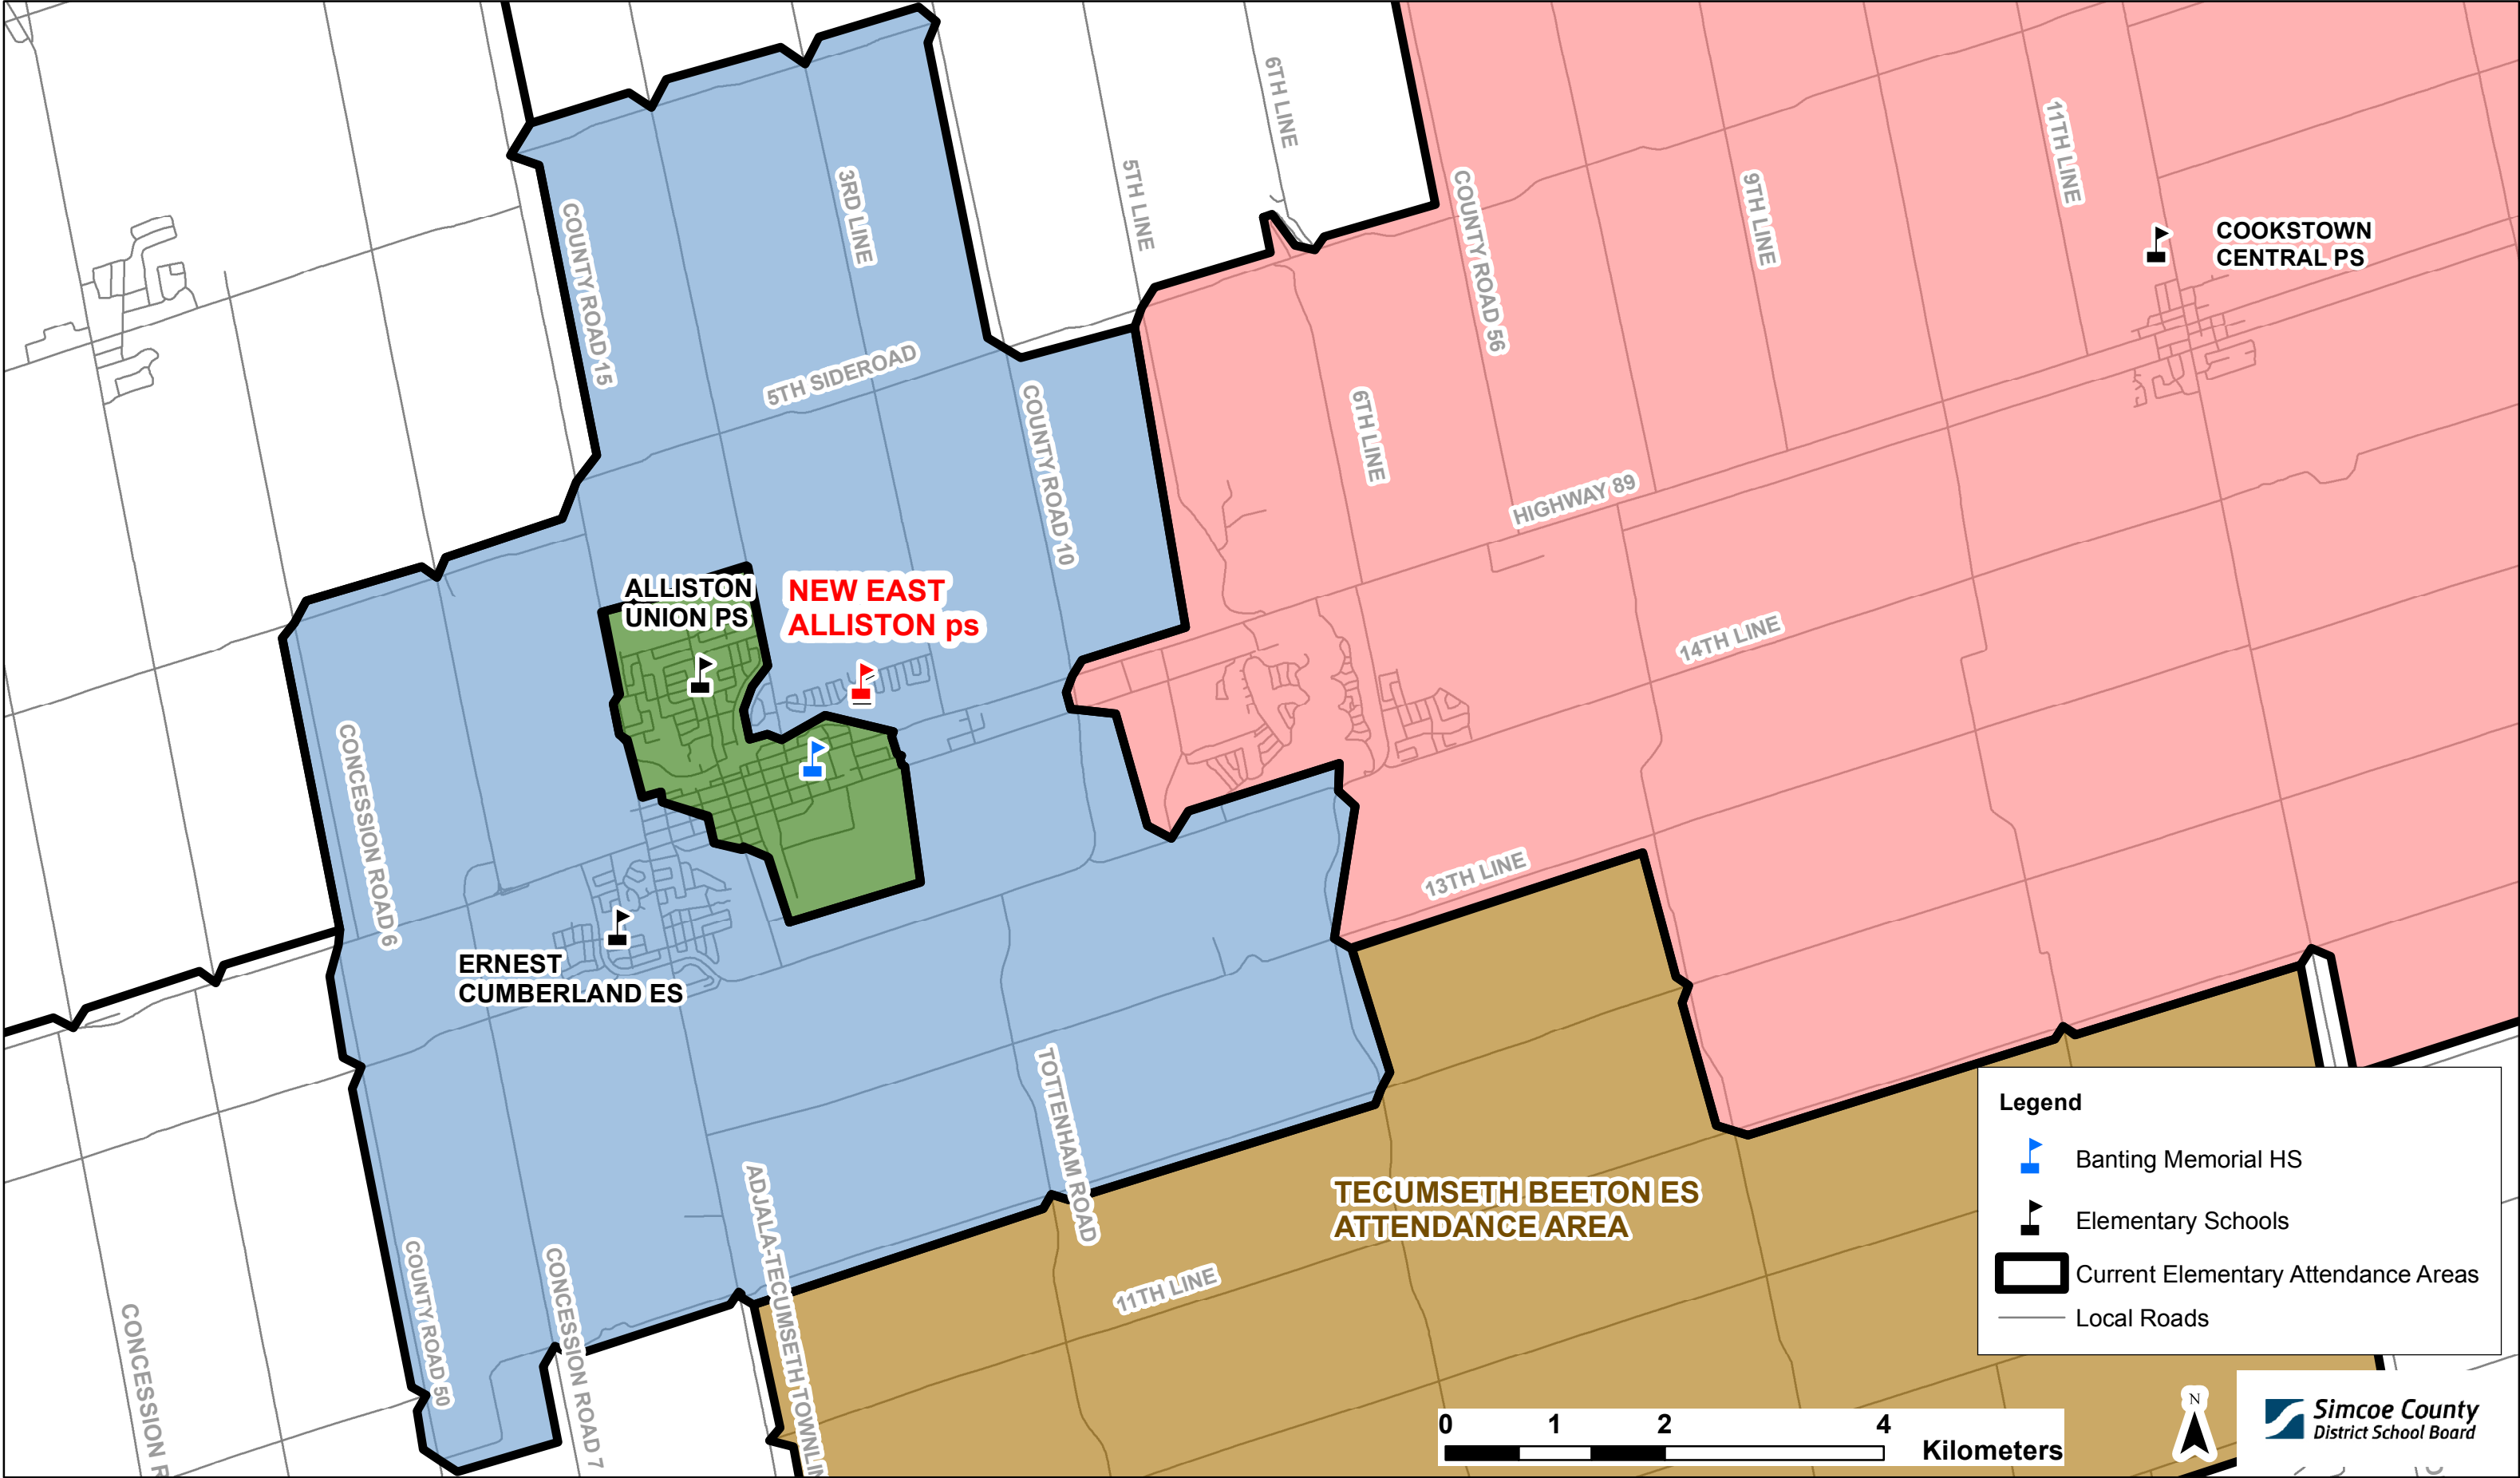 6TH LINE
5TH LINE
3RD LINE
COUNTY ROAD 15
COUNTY ROAD 56
9TH LINE
11TH LINE
COOKSTOWN
CENTRAL PS
5TH SIDEROAD
COUNTY ROAD 10
6TH LINE
HIGHWAY 89
ALLISTON
UNION PS
NEW EAST
ALLISTON ps
14TH LINE
CONCESSION ROAD 6
13TH LINE
ERNEST
CUMBERLAND ES
TOTTENHAM ROAD
ADJALA-TECUMSETH TOWNLIN
TECUMSETH BEETON ES
ATTENDANCE AREA
11TH LINE
COUNTY ROAD 50
CONCESSION ROAD 7
CONCESSION R
Legend
Banting Memorial HS
Elementary Schools
Current Elementary Attendance Areas
Local Roads
0 1 2 4
Kilometers
N
Simcoe County
District School Board